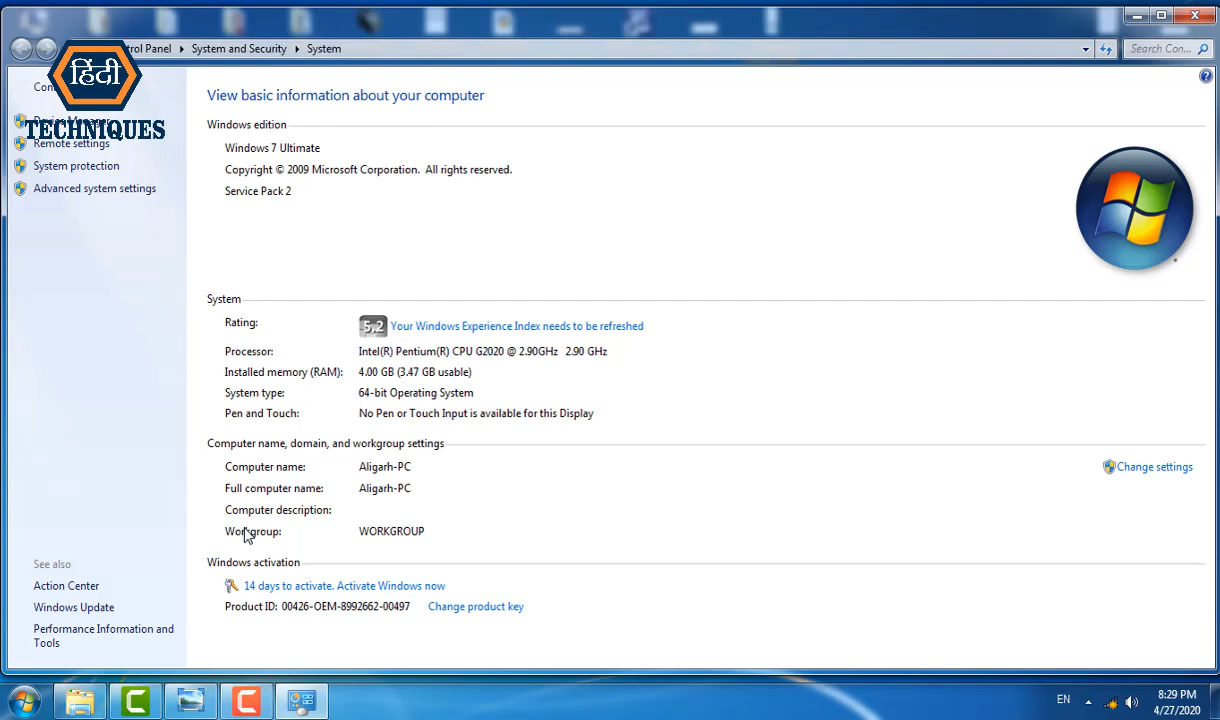 trol Panel ▸ System and Security ▸ System
Search Con...
हिंदी
TECHNIQUES
Con
Device Manager
Remote settings
System protection
Advanced system settings
See also
Action Center
Windows Update
Performance Information and
Tools
View basic information about your computer
Windows edition
Windows 7 Ultimate
Copyright © 2009 Microsoft Corporation. All rights reserved.
Service Pack 2
System
Rating: 5,2 Your Windows Experience Index needs to be refreshed
Processor: Intel(R) Pentium(R) CPU G2020 @ 2.90GHz 2.90 GHz
Installed memory (RAM): 4.00 GB (3.47 GB usable)
System type: 64-bit Operating System
Pen and Touch: No Pen or Touch Input is available for this Display
Computer name, domain, and workgroup settings
Computer name: Aligarh-PC
Change settings
Full computer name: Aligarh-PC
Computer description:
Workgroup: WORKGROUP
Windows activation
14 days to activate. Activate Windows now
Product ID: 00426-OEM-8992662-00497 Change product key
EN
8:29 PM
4/27/2020